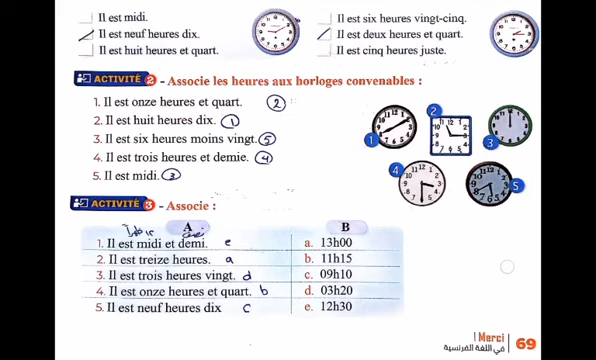 Il est midi.
Il est neuf heures dix.
Il est huit heures et quart.
Il est six heures vingt-cinq.
Il est deux heures et quart.
Il est cinq heures juste.
ACTIVITÉ 2 - Associe les heures aux horloges convenables :
1. Il est onze heures et quart. 2
2. Il est huit heures dix. 1
3. Il est six heures moins vingt. 5
4. Il est trois heures et demie. 4
5. Il est midi. 3
1
2
3
4
5
ACTIVITÉ 3 - Associe :
A
B
1. Il est midi et demi. e
a. 13h00
2. Il est treize heures. a
b. 11h15
3. Il est trois heures vingt. d
c. 09h10
4. Il est onze heures et quart. b
d. 03h20
5. Il est neuf heures dix c
e. 12h30
Merci
في اللغة الفرنسية
69